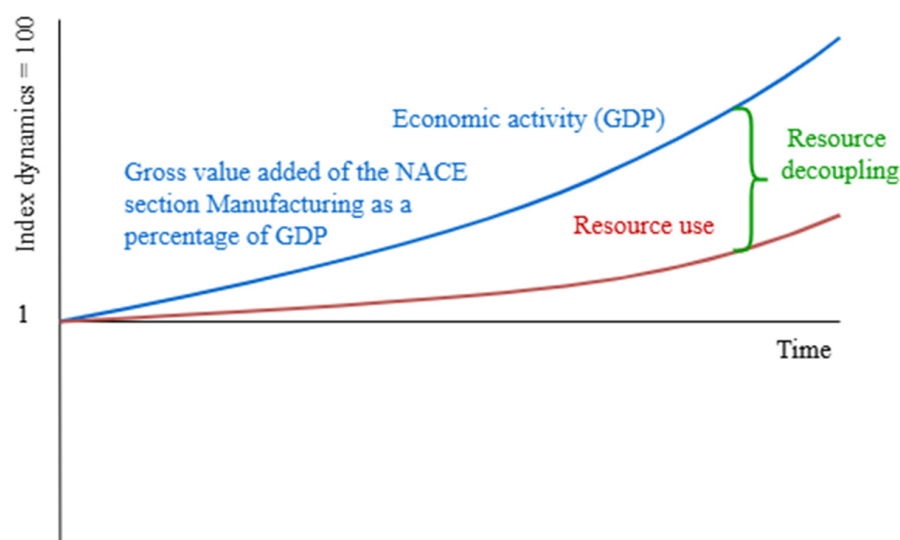 Index dynamics = 100
Economic activity (GDP)
Gross value added of the NACE
section Manufacturing as a
percentage of GDP
Resource
decoupling
Resource use
1
Time